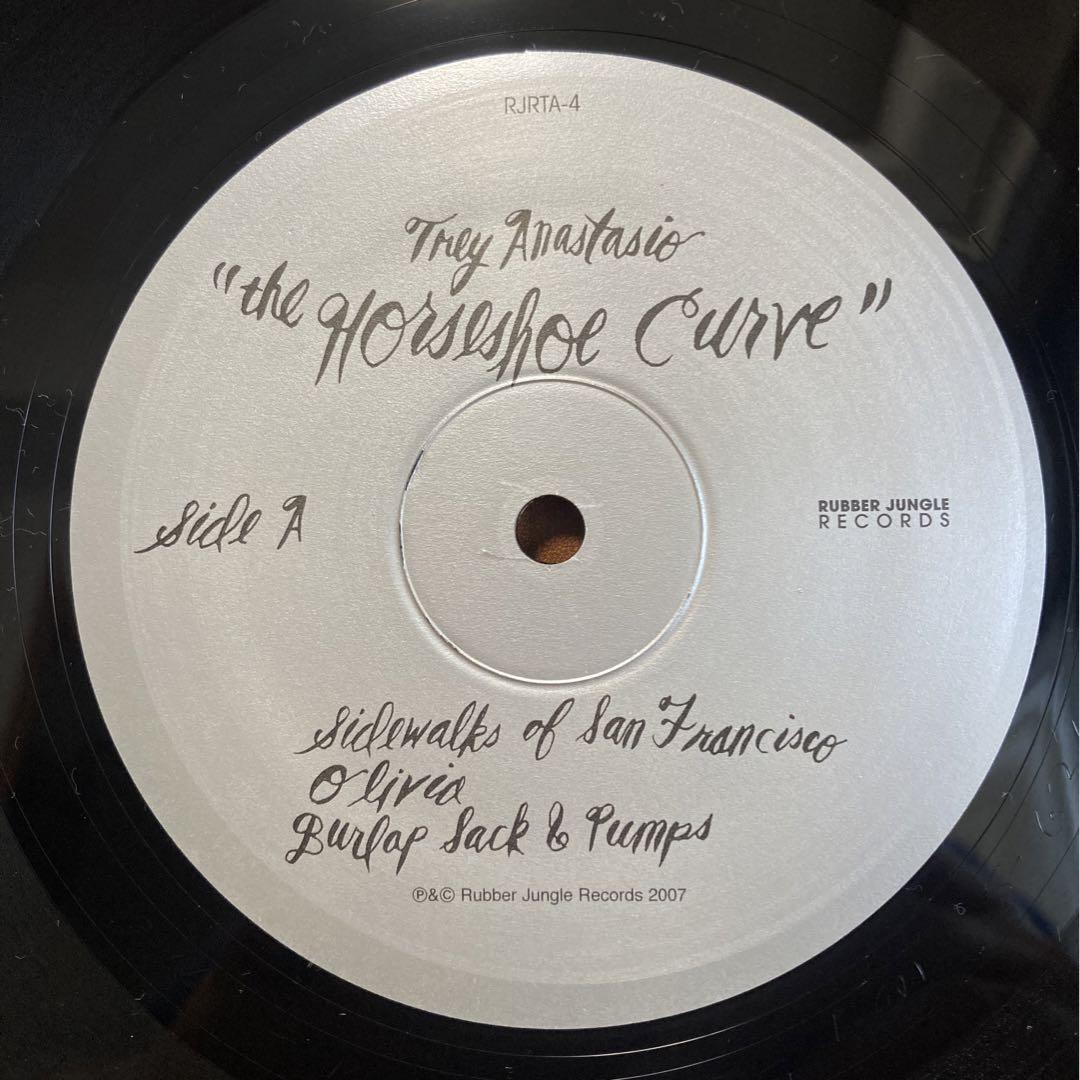 RJRTA-4
Trey Anastasio
"the Horseshoe Curve"
Side A
RUBBER JUNGLE
RECORDS
Sidewalks of San Francisco
Olivia
Burlap Sack & Pumps
℗&© Rubber Jungle Records 2007